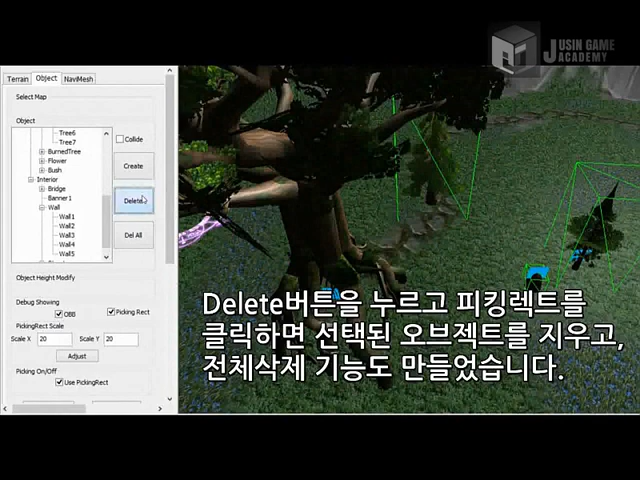 JUSIN GAME
ACADEMY
Terrain
Object
NaviMesh
Select Map
Object
Tree6
Tree7
BurnedTree
Flower
Bush
Interior
Bridge
Banner1
Wall
Wall1
Wall2
Wall3
Wall4
Wall5
Collide
Create
Delete
Del All
Object Height Modify
Debug Showing
OBB
Picking Rect
PickingRect Scale
Scale X 20 Scale Y 20
Adjust
Picking On/Off
Use PickingRect
Delete버튼을 누르고 피킹렉트를
클릭하면 선택된 오브젝트를 지우고,
전체삭제 기능도 만들었습니다.